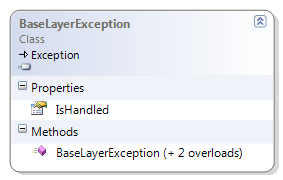 BaseLayerException
Class
Exception
Properties
IsHandled
Methods
BaseLayerException (+ 2 overloads)